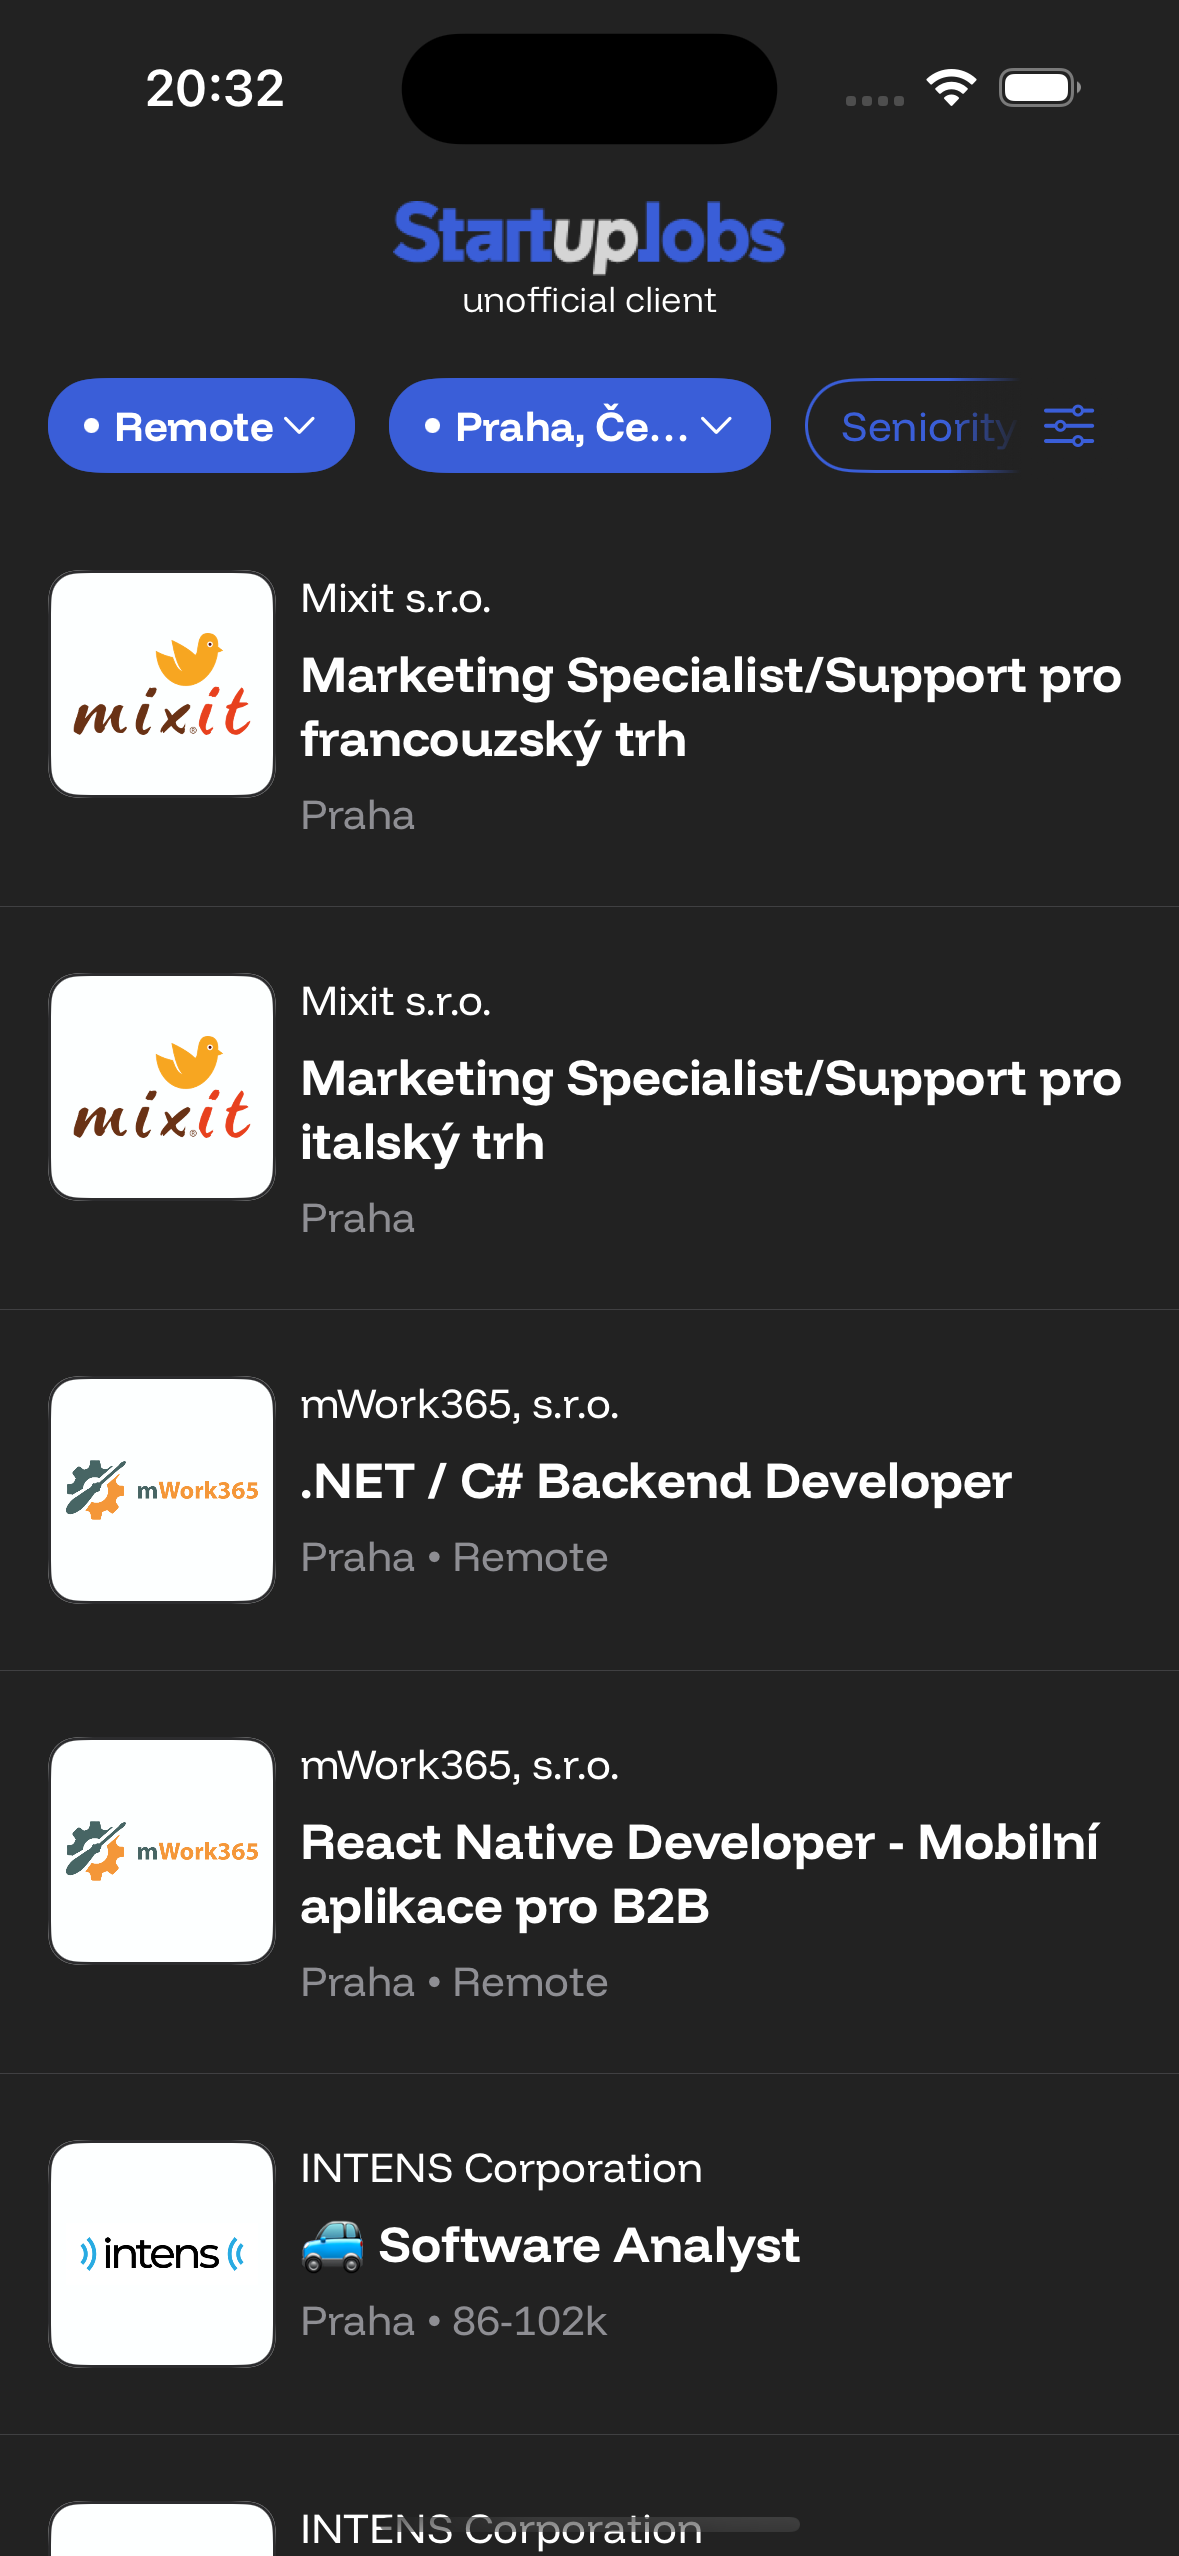 20:32
StartupJobs
unofficial client
Remote
Praha, Če...
Seniority
mixit®
Mixit s.r.o.
Marketing Specialist/Support pro
francouzský trh
Praha
mixit®
Mixit s.r.o.
Marketing Specialist/Support pro
italský trh
Praha
mWork365
mWork365, s.r.o.
.NET / C# Backend Developer
Praha • Remote
mWork365
mWork365, s.r.o.
React Native Developer - Mobilní
aplikace pro B2B
Praha • Remote
intens
INTENS Corporation
🚙 Software Analyst
Praha • 86-102k
INTENS Corporation